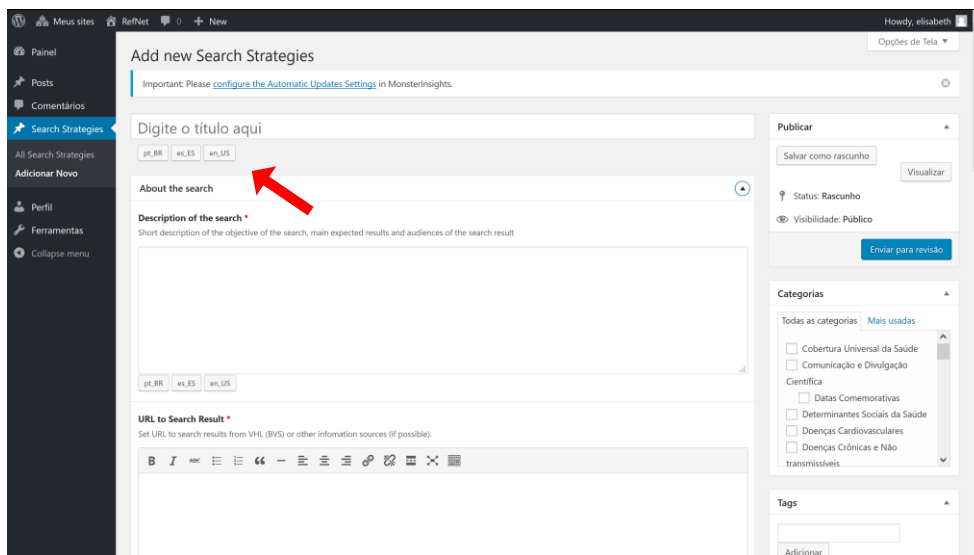 Meus sites RefNet 0 + New Howdy, elisabeth
Opções de Tela
Painel
Posts
Comentários
Search Strategies
All Search Strategies
Adicionar Novo
Perfil
Ferramentas
Collapse menu
Add new Search Strategies
Important: Please configure the Automatic Updates Settings in MonsterInsights.
Digite o título aqui
pt_BR es_ES en_US
About the search
Description of the search *
Short description of the objective of the search, main expected results and audiences of the search result
pt_BR es_ES en_US
URL to Search Result *
Set URL to search results from VHL (BVS) or other infomation sources (if possible).
B I ABC
Publicar
Salvar como rascunho
Visualizar
Status: Rascunho
Visibilidade: Público
Enviar para revisão
Categorias
Todas as categorias Mais usadas
Cobertura Universal da Saúde
Comunicação e Divulgação
Científica
Datas Comemorativas
Determinantes Sociais da Saúde
Doenças Cardiovasculares
Doenças Crônicas e Não
transmissíveis
Tags
Adicionar